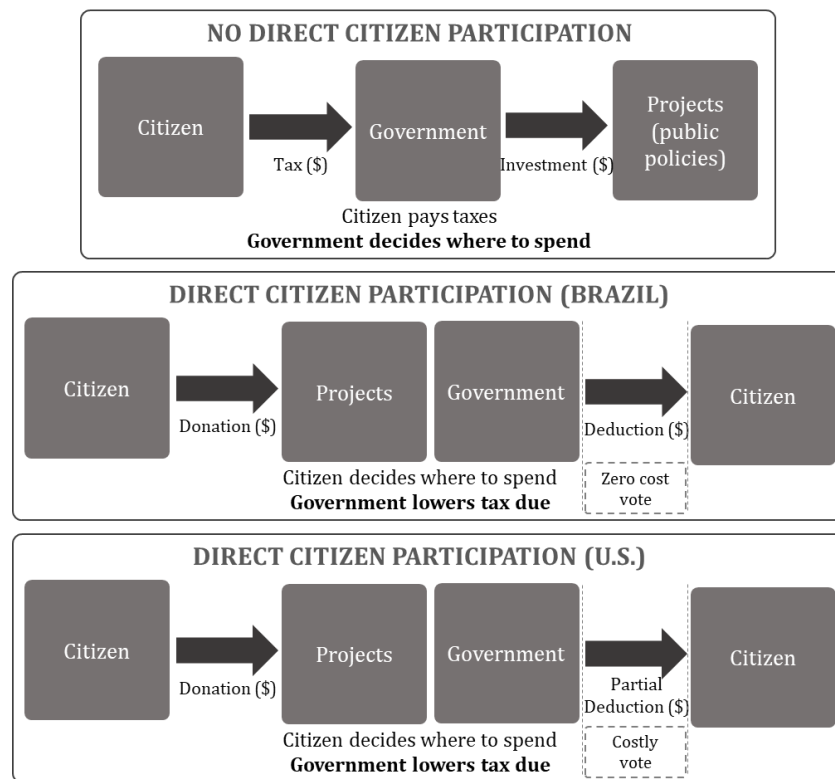 NO DIRECT CITIZEN PARTICIPATION
Citizen
Tax ($)
Government
Investment ($)
Projects
(public
policies)
Citizen pays taxes
Government decides where to spend
DIRECT CITIZEN PARTICIPATION (BRAZIL)
Citizen
Donation ($)
Projects
Government
Deduction ($)
Citizen
Citizen decides where to spend
Government lowers tax due
Zero cost
vote
DIRECT CITIZEN PARTICIPATION (U.S.)
Citizen
Donation ($)
Projects
Government
Partial
Deduction ($)
Citizen
Citizen decides where to spend
Government lowers tax due
Costly
vote